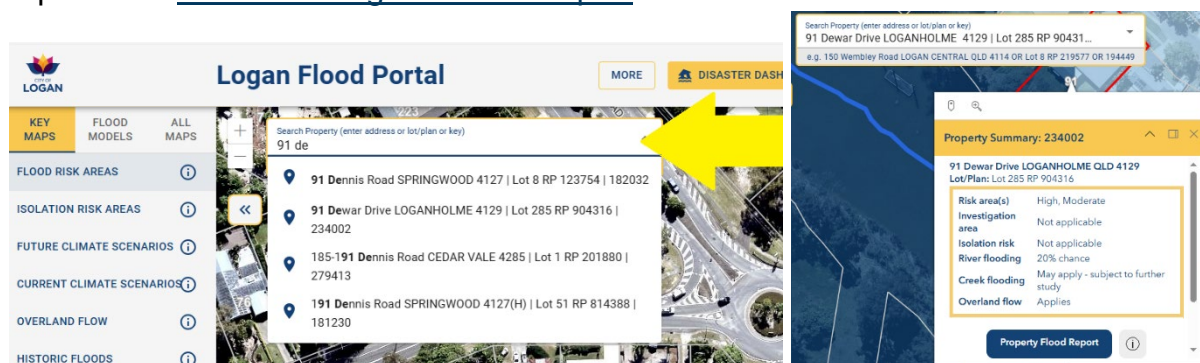 CITY OF
LOGAN
Logan Flood Portal
MORE
DISASTER DASH
KEY
MAPS
FLOOD
MODELS
ALL
MAPS
FLOOD RISK AREAS
ISOLATION RISK AREAS
FUTURE CLIMATE SCENARIOS
CURRENT CLIMATE SCENARIOS
OVERLAND FLOW
HISTORIC FLOODS
223
76
Search Property (enter address or lot/plan or key)
91 de
91 Dennis Road SPRINGWOOD 4127 | Lot 8 RP 123754 | 182032
91 Dewar Drive LOGANHOLME 4129 | Lot 285 RP 904316 |
234002
185-191 Dennis Road CEDAR VALE 4285 | Lot 1 RP 201880 |
279413
191 Dennis Road SPRINGWOOD 4127(H) | Lot 51 RP 814388 |
181230
Search Property (enter address or lot/plan or key)
91 Dewar Drive LOGANHOLME 4129 | Lot 285 RP 90431...
e.g. 150 Wembley Road LOGAN CENTRAL QLD 4114 OR Lot 8 RP 219577 OR 194449
91
Property Summary: 234002
91 Dewar Drive LOGANHOLME QLD 4129
Lot/Plan: Lot 285 RP 904316
Risk area(s) High, Moderate
Investigation
area Not applicable
Isolation risk Not applicable
River flooding 20% chance
Creek flooding May apply - subject to further
study
Overland flow Applies
Property Flood Report